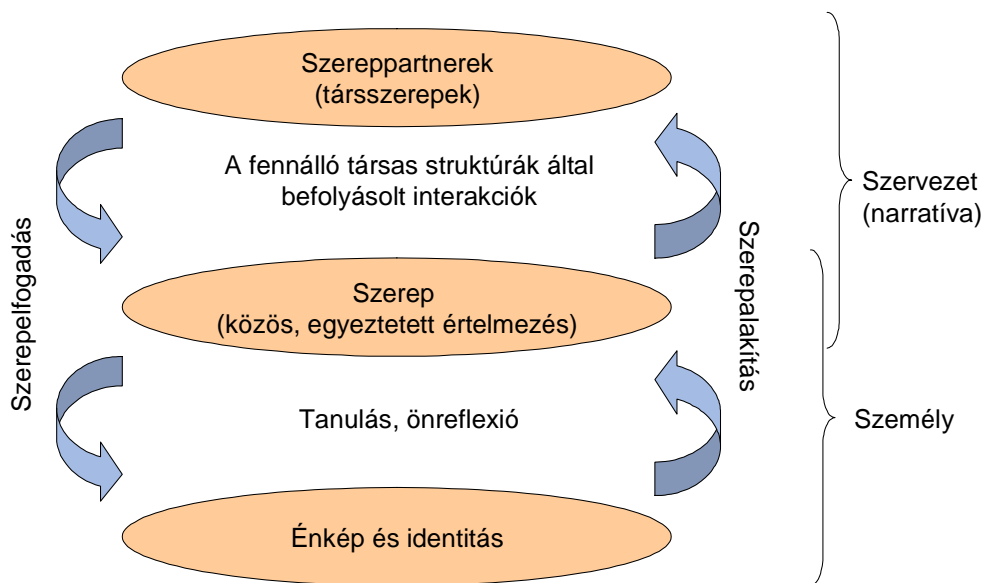 Szereppartnerek
(társszerepek)
A fennálló társas struktúrák által
befolyásolt interakciók
Szervezet
(narratíva)
Szerepelfogadás
Szerepalakítás
Szerep
(közös, egyeztetett értelmezés)
Tanulás, önreflexió
Személy
Énkép és identitás